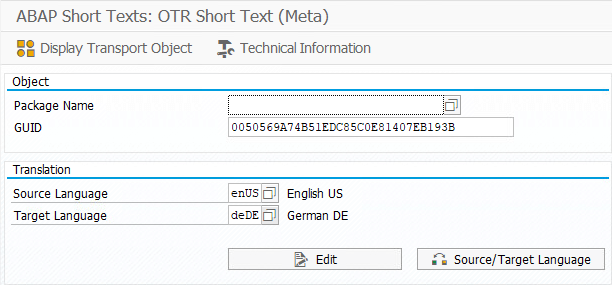 ABAP Short Texts: OTR Short Text (Meta)
Display Transport Object Technical Information
Object
Package Name
GUID 0050569A74B51EDC85C0E81407EB193B
Translation
Source Language enUS English US
Target Language deDE German DE
Edit Source/Target Language